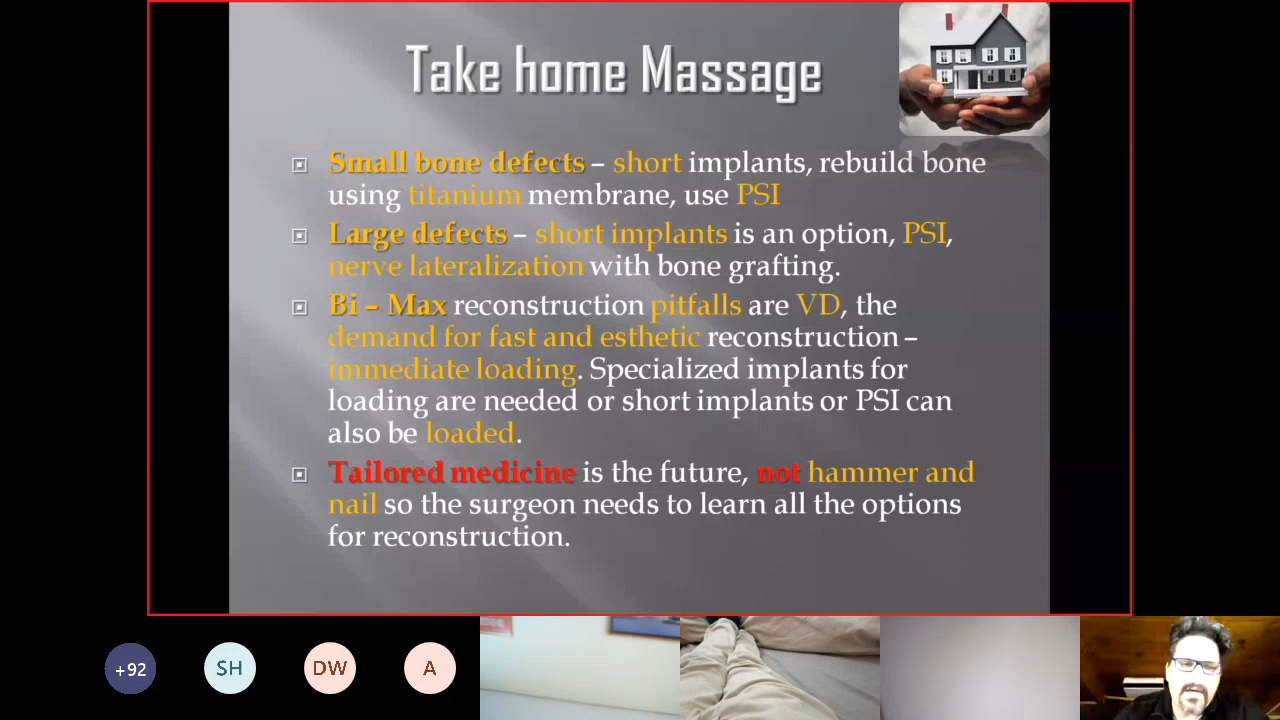 Take home Massage
Small bone defects – short implants, rebuild bone
using titanium membrane, use PSI
Large defects – short implants is an option, PSI,
nerve lateralization with bone grafting.
Bi – Max reconstruction pitfalls are VD, the
demand for fast and esthetic reconstruction –
immediate loading. Specialized implants for
loading are needed or short implants or PSI can
also be loaded.
Tailored medicine is the future, not hammer and
nail so the surgeon needs to learn all the options
for reconstruction.
+92
SH
DW
A